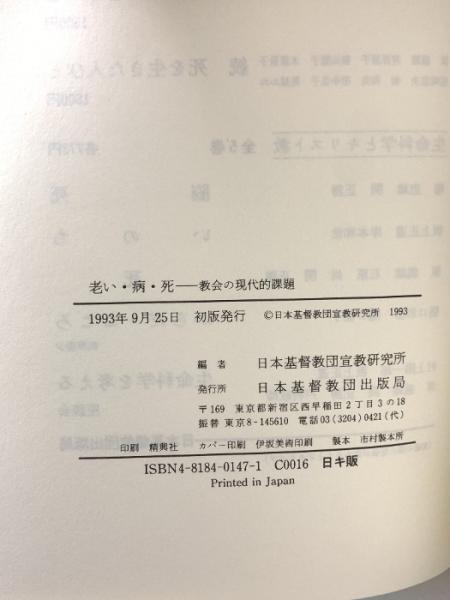 老い・病・死——教会の現代的課題
1993年9月25日　初版発行　©日本基督教団宣教研究所　1993
編者　日本基督教団宣教研究所
発行所　日本基督教団出版局
〒169　東京都新宿区西早稲田2丁目3の18
振替 東京8-145610　電話03(3204)0421(代)
印刷　精興社　カバー印刷　伊坂美術印刷　製本　市村製本所
ISBN4-8184-0147-1　C0016　日キ販
Printed in Japan